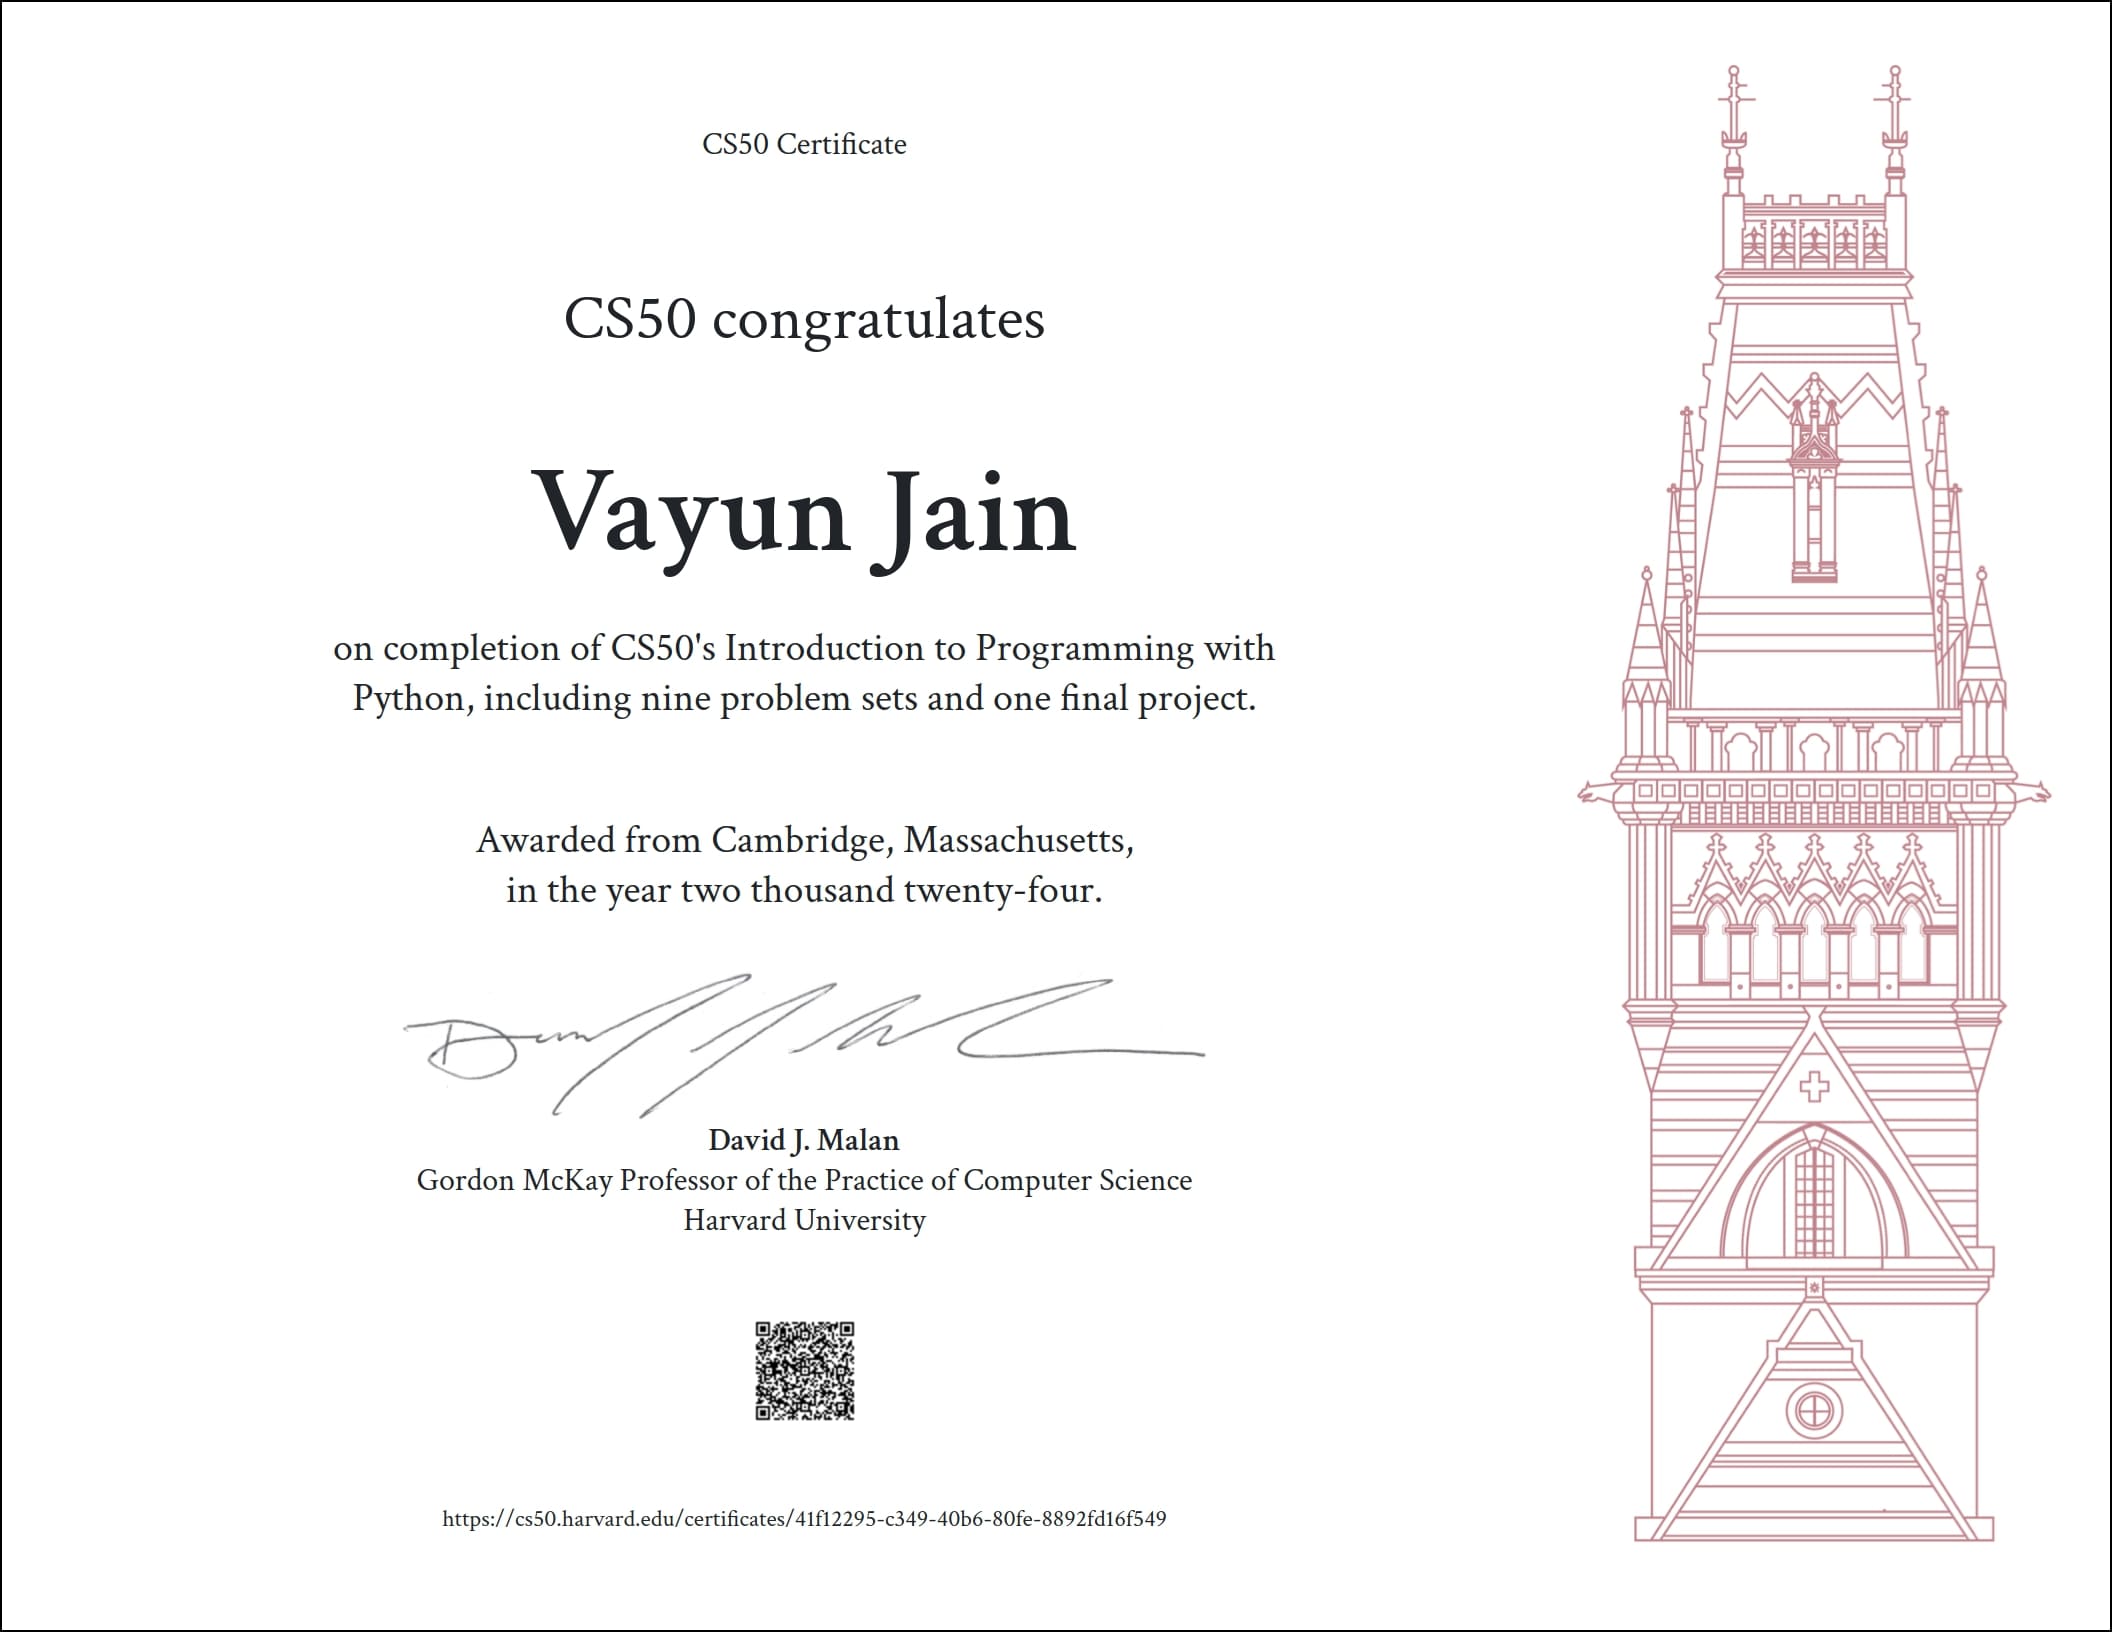 CS50 Certificate
CS50 congratulates
Vayun Jain
on completion of CS50's Introduction to Programming with
Python, including nine problem sets and one final project.
Awarded from Cambridge, Massachusetts,
in the year two thousand twenty-four.
David J. Malan
Gordon McKay Professor of the Practice of Computer Science
Harvard University
https://cs50.harvard.edu/certificates/41f12295-c349-40b6-80fe-8892fd16f549